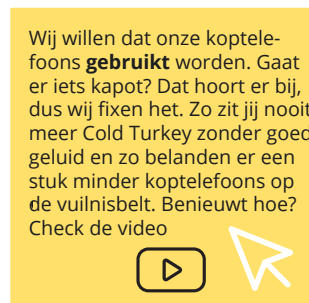 Wij willen dat onze koptele-
foons gebruikt worden. Gaat
er iets kapot? Dat hoort er bij,
dus wij fixen het. Zo zit jij nooit
meer Cold Turkey zonder goed
geluid en zo belanden er een
stuk minder koptelefoons op
de vuilnisbelt. Benieuwt hoe?
Check de video